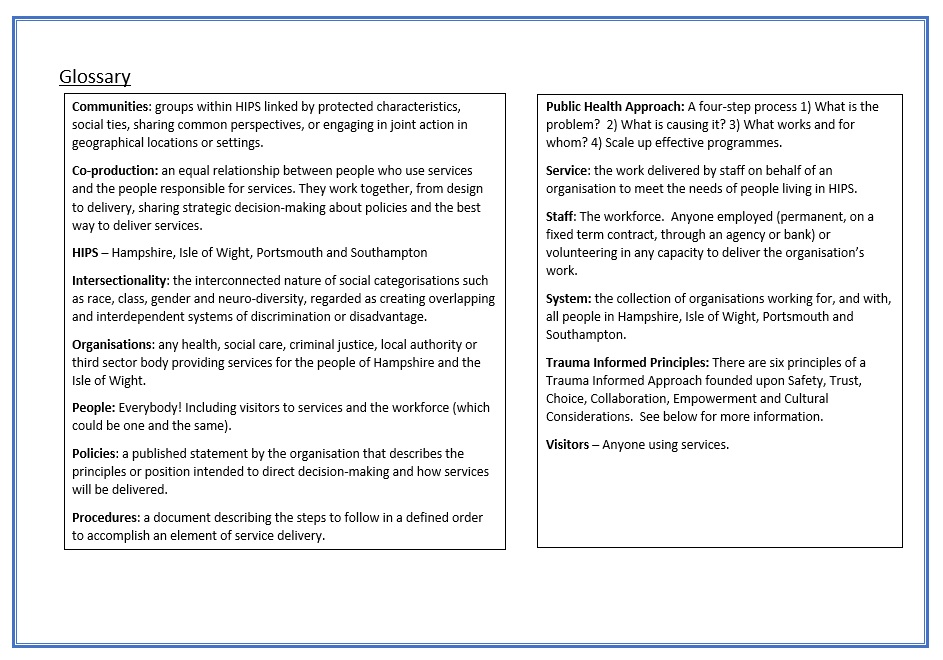 Glossary
Communities: groups within HIPS linked by protected characteristics,
social ties, sharing common perspectives, or engaging in joint action in
geographical locations or settings.
Co-production: an equal relationship between people who use services
and the people responsible for services. They work together, from design
to delivery, sharing strategic decision-making about policies and the best
way to deliver services.
HIPS – Hampshire, Isle of Wight, Portsmouth and Southampton
Intersectionality: the interconnected nature of social categorisations such
as race, class, gender and neuro-diversity, regarded as creating overlapping
and interdependent systems of discrimination or disadvantage.
Organisations: any health, social care, criminal justice, local authority or
third sector body providing services for the people of Hampshire and the
Isle of Wight.
People: Everybody! Including visitors to services and the workforce (which
could be one and the same).
Policies: a published statement by the organisation that describes the
principles or position intended to direct decision-making and how services
will be delivered.
Procedures: a document describing the steps to follow in a defined order
to accomplish an element of service delivery.
Public Health Approach: A four-step process 1) What is the
problem?  2) What is causing it? 3) What works and for
whom? 4) Scale up effective programmes.
Service: the work delivered by staff on behalf of an
organisation to meet the needs of people living in HIPS.
Staff: The workforce.  Anyone employed (permanent, on a
fixed term contract, through an agency or bank) or
volunteering in any capacity to deliver the organisation's
work.
System: the collection of organisations working for, and with,
all people in Hampshire, Isle of Wight, Portsmouth and
Southampton.
Trauma Informed Principles: There are six principles of a
Trauma Informed Approach founded upon Safety, Trust,
Choice, Collaboration, Empowerment and Cultural
Considerations.  See below for more information.
Visitors – Anyone using services.